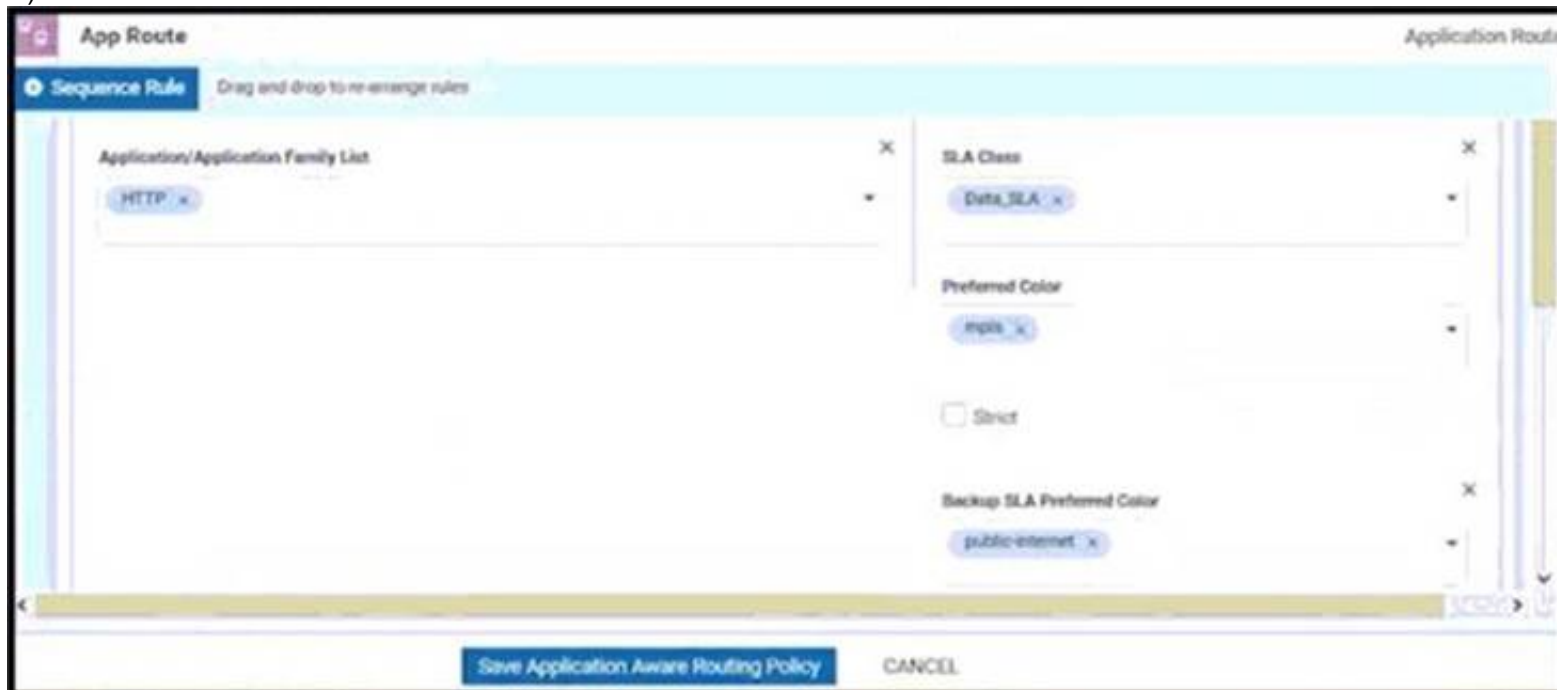 App Route
Application Route
Sequence Rule
Drag and drop to re-arrange rules
Application/Application Family List
HTTP ×
SLA Class
Data_SLA ×
Preferred Color
mpls ×
Strict
Backup SLA Preferred Color
public-internet ×
Save Application Aware Routing Policy
CANCEL